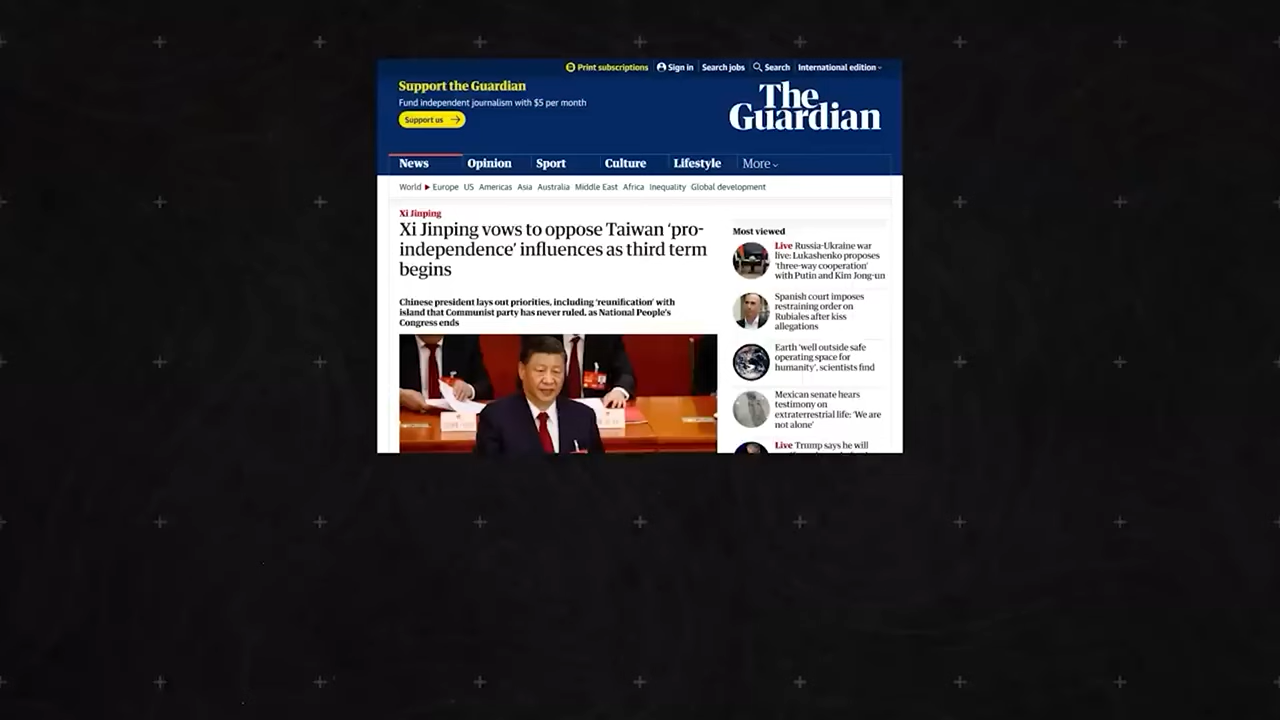 Print subscriptions Sign in Search jobs Search International edition
Support the Guardian
Fund independent journalism with $5 per month
Support us
The
Guardian
News Opinion Sport Culture Lifestyle More
World Europe US Americas Asia Australia Middle East Africa Inequality Global development
Xi Jinping
Xi Jinping vows to oppose Taiwan ‘pro-
independence’ influences as third term
begins
Chinese president lays out priorities, including ‘reunification’ with
island that Communist party has never ruled, as National People’s
Congress ends
Most viewed
Live Russia-Ukraine war
live: Lukashenko proposes
‘three-way cooperation’
with Putin and Kim Jong-un
Spanish court imposes
restraining order on
Rubiales after kiss
allegations
Earth ‘well outside safe
operating space for
humanity’, scientists find
Mexican senate hears
testimony on
extraterrestrial life: ‘We are
not alone’
Live Trump says he will